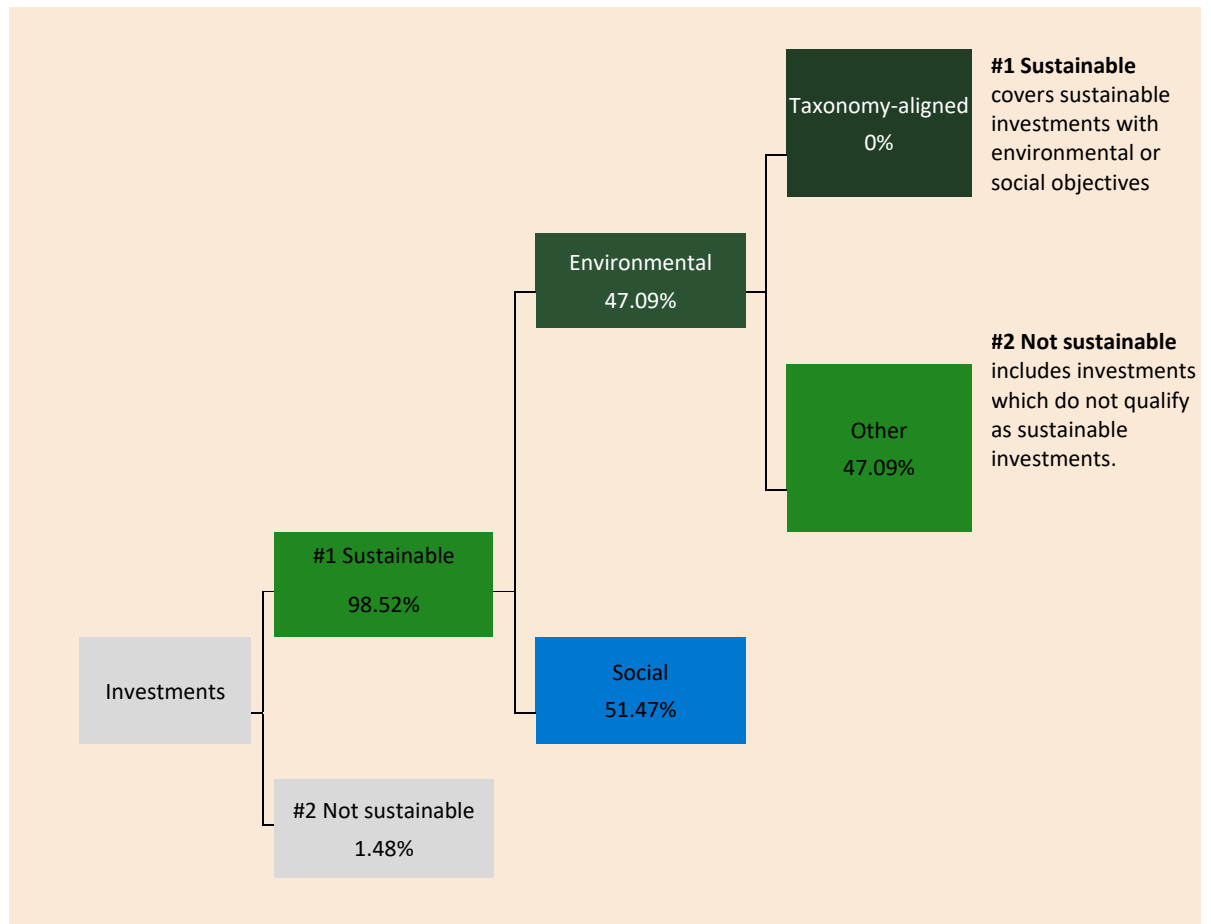 Taxonomy-aligned
0%
#1 Sustainable
covers sustainable
investments with
environmental or
social objectives
Environmental
47.09%
#2 Not sustainable
includes investments
which do not qualify
as sustainable
investments.
Other
47.09%
#1 Sustainable
98.52%
Social
51.47%
Investments
#2 Not sustainable
1.48%